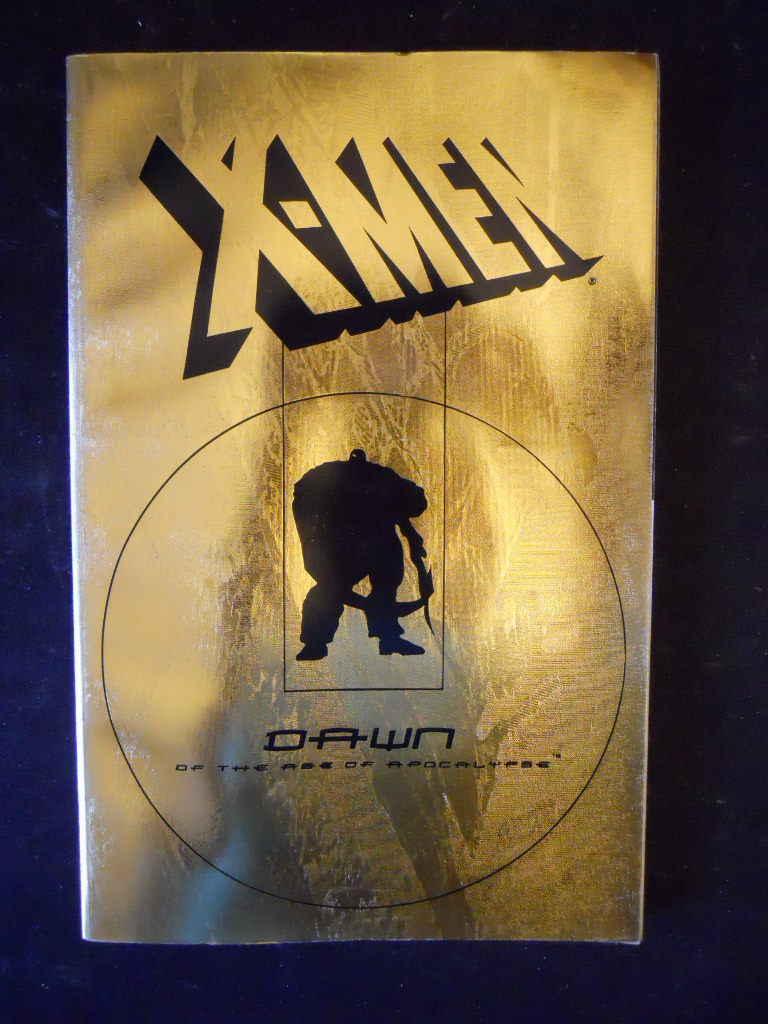 X-MEN®
DAWN
OF THE AGE OF APOCALYPSE™